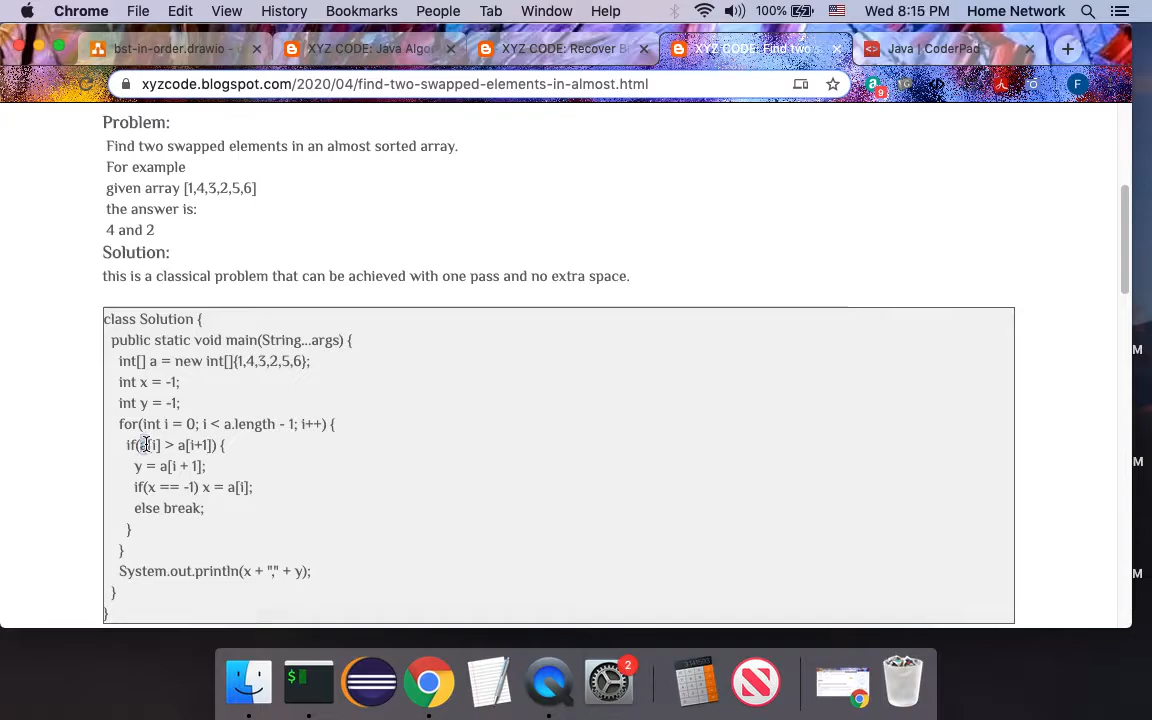 Chrome File Edit View History Bookmarks People Tab Window Help 100% Wed 8:15 PM Home Network
bst-in-order.drawio - XYZ CODE: Java Algor XYZ CODE: Recover B XYZ CODE: Find two s Java | CoderPad
xyzcode.blogspot.com/2020/04/find-two-swapped-elements-in-almost.html
9
F
Problem:
Find two swapped elements in an almost sorted array.
For example
given array [1,4,3,2,5,6]
the answer is:
4 and 2
Solution:
this is a classical problem that can be achieved with one pass and no extra space.
class Solution {
public static void main(String...args) {
int[] a = new int[]{1,4,3,2,5,6};
int x = -1;
int y = -1;
for(int i = 0; i < a.length - 1; i++) {
if(a[i] > a[i+1]) {
y = a[i + 1];
if(x == -1) x = a[i];
else break;
}
}
System.out.println(x + "," + y);
}
}
M
M
M
$
2